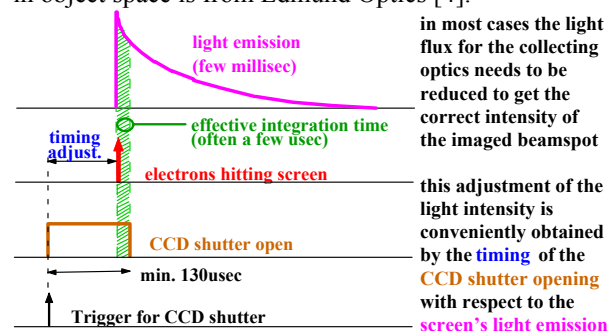 in object space is from Edmund Optics [4].
light emission
(few millisec)
effective integration time
(often a few usec)
timing
adjust.
electrons hitting screen
CCD shutter open
min. 130usec
Trigger for CCD shutter
in most cases the light
flux for the collecting
optics needs to be
reduced to get the
correct intensity of
the imaged beamspot
this adjustment of the
light intensity is
conveniently obtained
by the timing of the
CCD shutter opening
with respect to the
screen's light emission